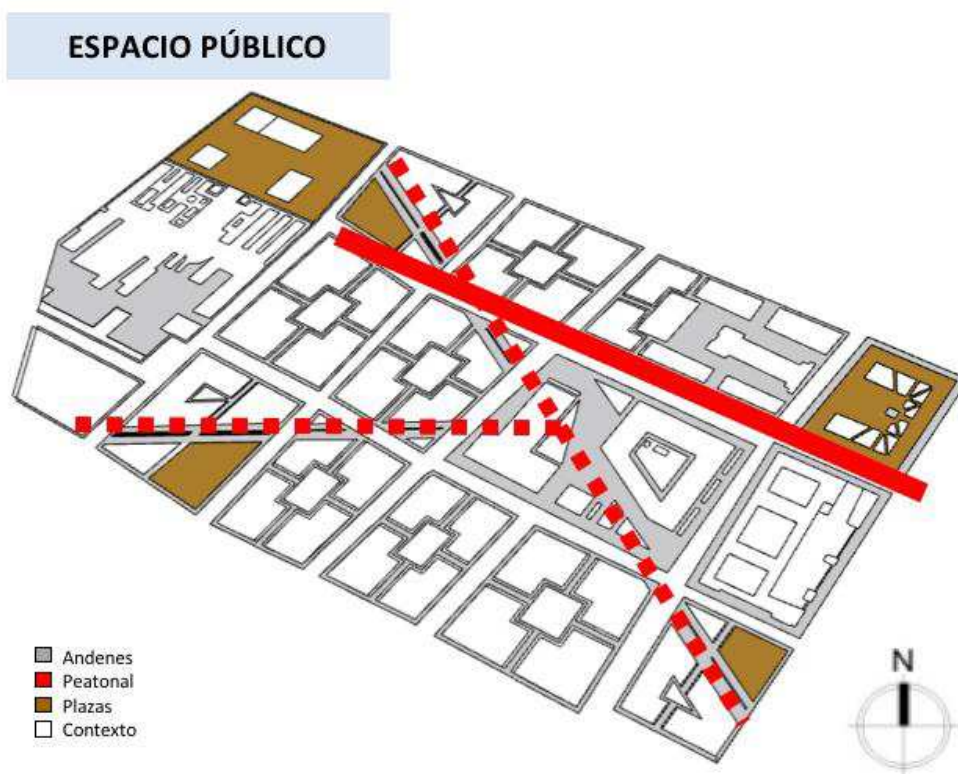 ESPACIO PÚBLICO
Andenes
Peatonal
Plazas
Contexto
N